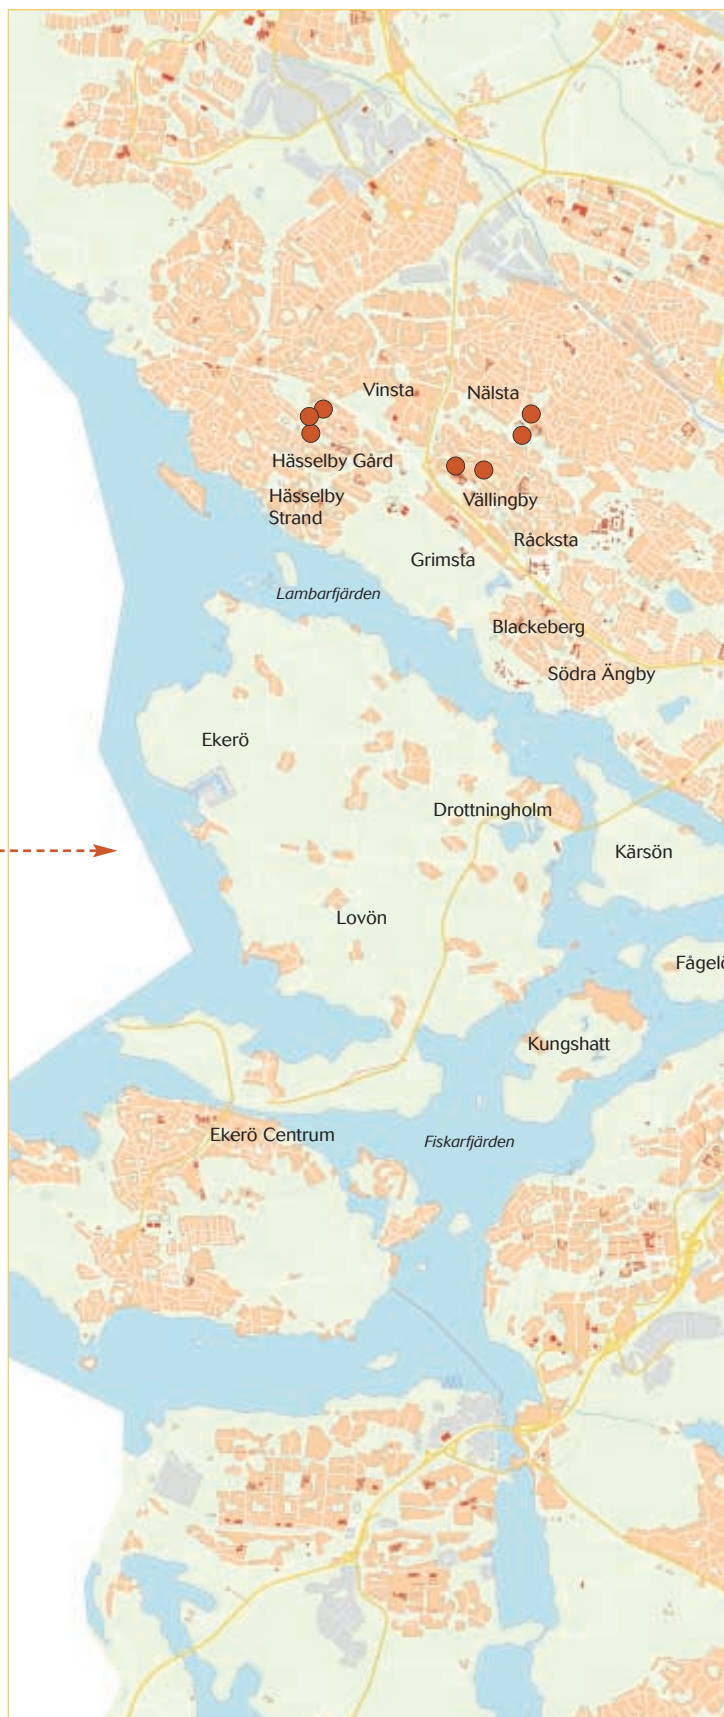 Vinsta
Nälsta
Hässelby Gård
Hässelby
Strand
Vällingby
Råcksta
Grimsta
Lambarfjärden
Blackeberg
Södra Ängby
Ekerö
Drottningholm
Kärsön
Lovön
Fågelö
Kungshatt
Ekerö Centrum
Fiskarfjärden